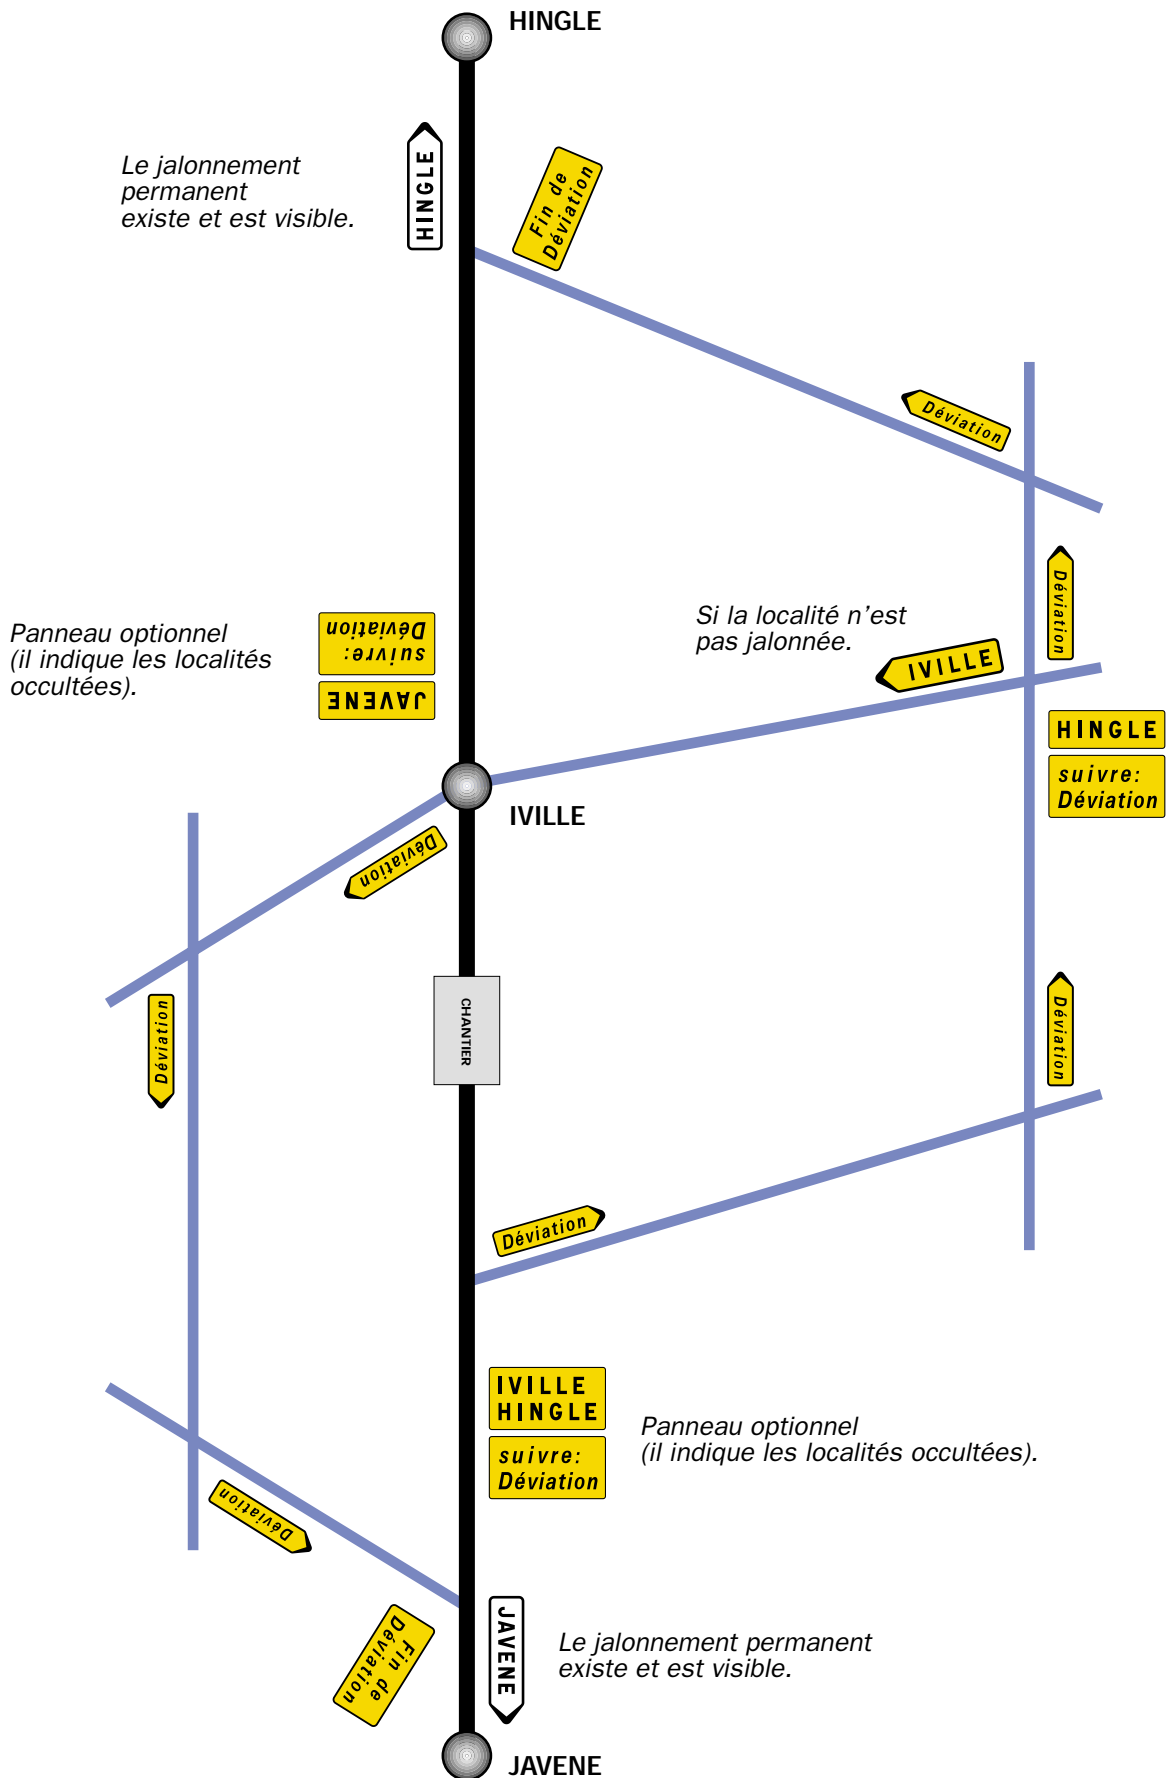 HINGLE
HINGLE
Le jalonnement
permanent
existe et est visible.
Fin de
Déviation
Déviation
Déviation
Panneau optionnel
(il indique les localités
occultées).
suivre:
Déviation
JAVENE
Si la localité n’est
pas jalonnée.
IVILLE
HINGLE
suivre:
Déviation
IVILLE
Déviation
Déviation
CHANTIER
Déviation
Déviation
IVILLE
HINGLE
suivre:
Déviation
Panneau optionnel
(il indique les localités occultées).
Déviation
Fin de
Déviation
JAVENE
Le jalonnement permanent
existe et est visible.
JAVENE